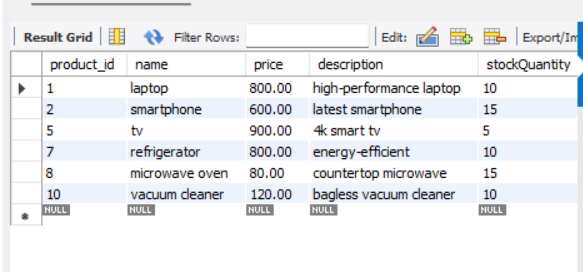 Result Grid Filter Rows: Edit: Export/Im
product_id name price description stockQuantity
1 laptop 800.00 high-performance laptop 10
2 smartphone 600.00 latest smartphone 15
5 tv 900.00 4k smart tv 5
7 refrigerator 800.00 energy-efficient 10
8 microwave oven 80.00 countertop microwave 15
10 vacuum cleaner 120.00 bagless vacuum cleaner 10
NULL NULL NULL NULL NULL